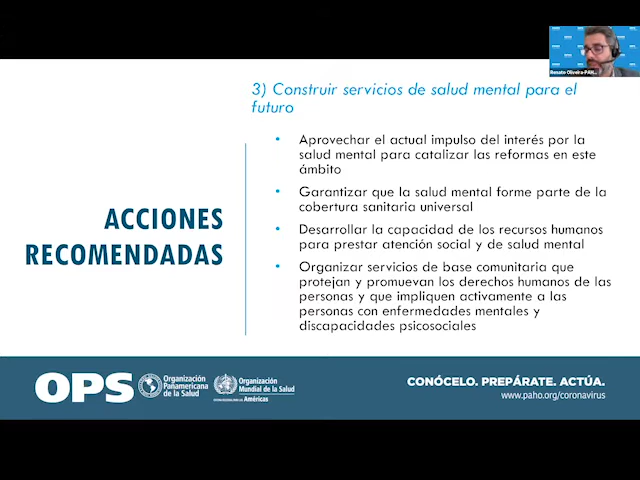 Renato Oliveira-PAH...
3) Construir servicios de salud mental para el
futuro
ACCIONES
RECOMENDADAS
• Aprovechar el actual impulso del interés por la
salud mental para catalizar las reformas en este
ámbito
• Garantizar que la salud mental forme parte de la
cobertura sanitaria universal
• Desarrollar la capacidad de los recursos humanos
para prestar atención social y de salud mental
• Organizar servicios de base comunitaria que
protejan y promuevan los derechos humanos de las
personas y que impliquen activamente a las
personas con enfermedades mentales y
discapacidades psicosociales
OPS
Organización
Panamericana
de la Salud
Organización
Mundial de la Salud
Américas
CONÓCELO. PREPÁRATE. ACTÚA.
www.paho.org/coronavirus